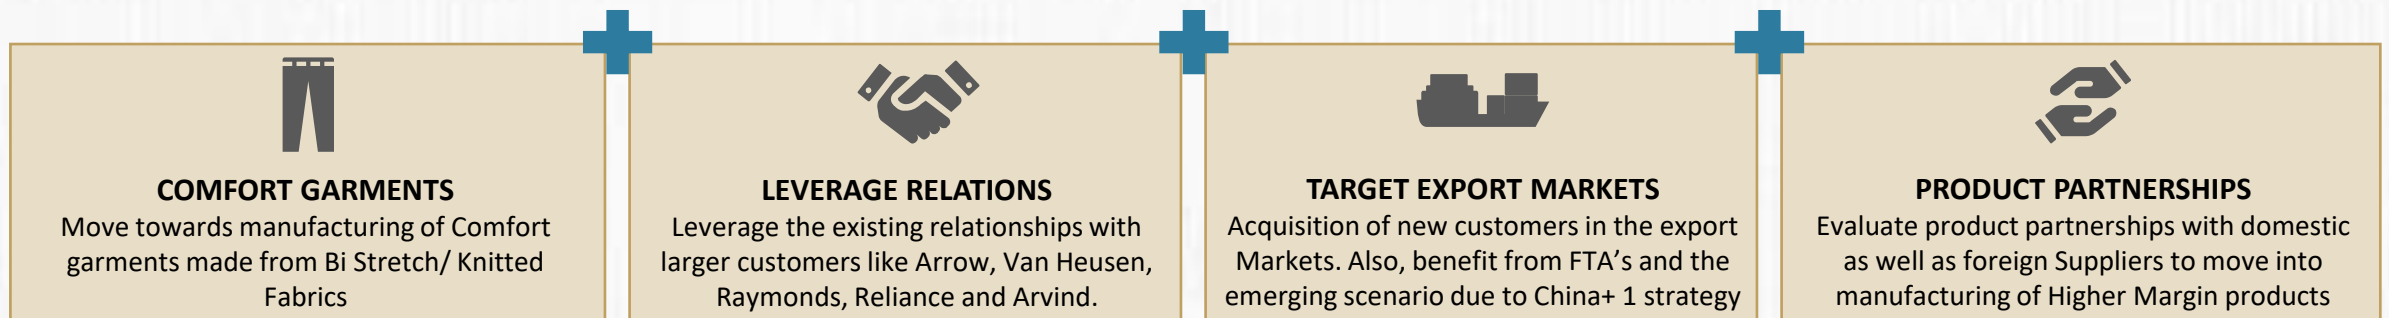 COMFORT GARMENTS
Move towards manufacturing of Comfort
garments made from Bi Stretch/ Knitted
Fabrics
LEVERAGE RELATIONS
Leverage the existing relationships with
larger customers like Arrow, Van Heusen,
Raymonds, Reliance and Arvind.
TARGET EXPORT MARKETS
Acquisition of new customers in the export
Markets. Also, benefit from FTA’s and the
emerging scenario due to China+ 1 strategy
PRODUCT PARTNERSHIPS
Evaluate product partnerships with domestic
as well as foreign Suppliers to move into
manufacturing of Higher Margin products